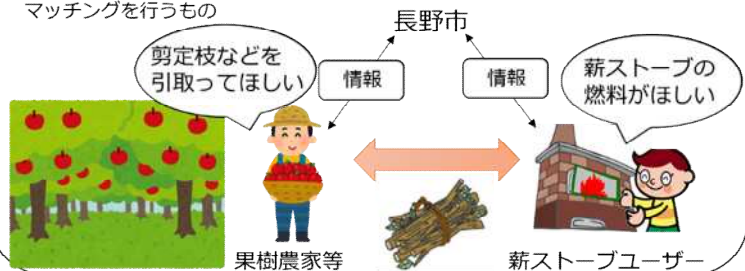 マッチングを行うもの
長野市
剪定枝などを
引取ってほしい
情報
情報
薪ストーブの
燃料がほしい
果樹農家等
薪ストーブユーザー